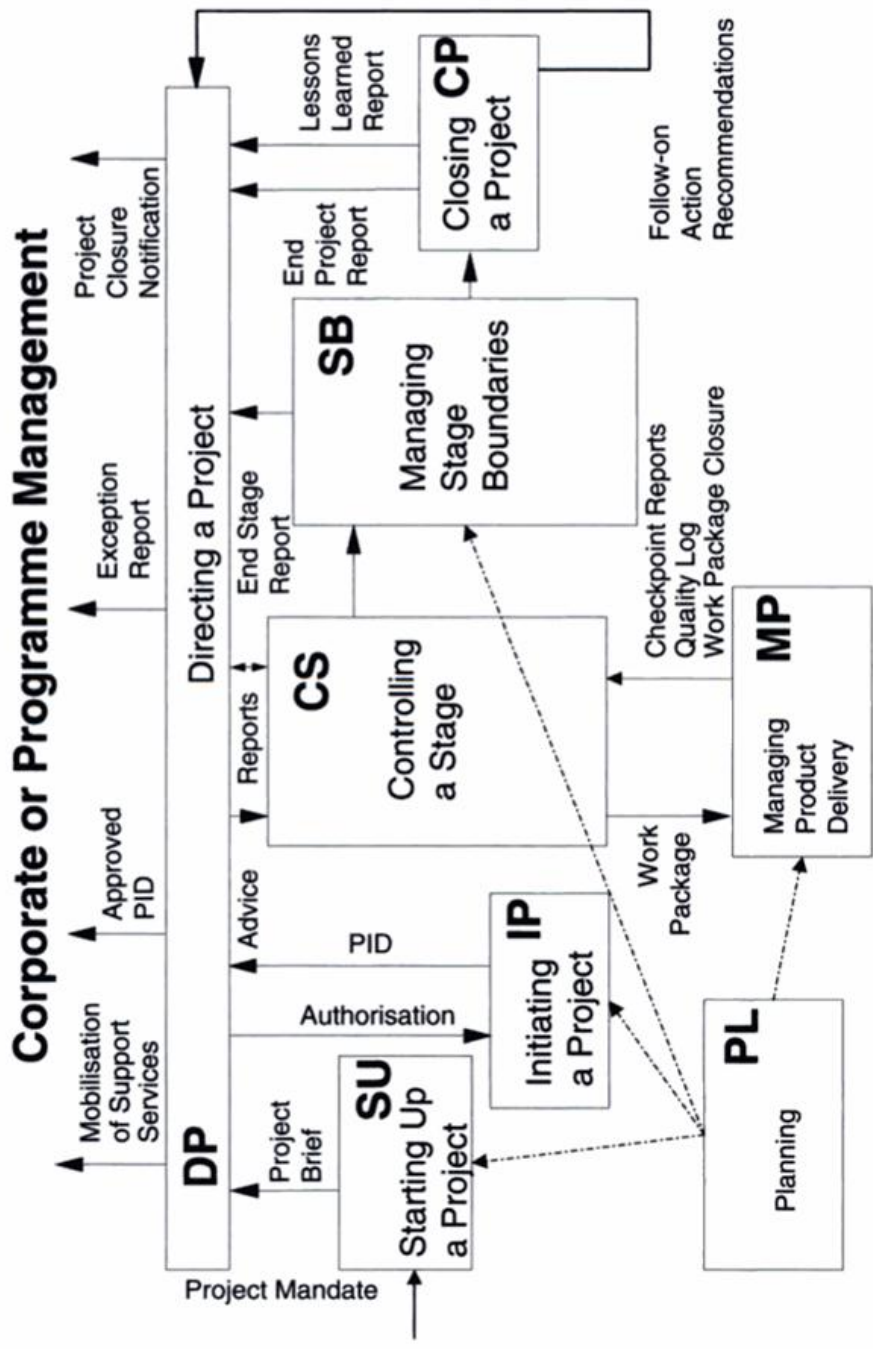 Corporate or Programme Management
Mobilisation
of Support
Services
Approved
PID
Exception
Report
Project
Closure
Notification
DP
Directing a Project
Project Mandate
Project
Brief
Authorisation
PID
Advice
Reports
End Stage
Report
End
Project
Report
Lessons
Learned
Report
SU
Starting Up
a Project
IP
Initiating
a Project
CS
Controlling
a Stage
SB
Managing
Stage
Boundaries
CP
Closing
a Project
Work
Package
Checkpoint Reports
Quality Log
Work Package Closure
Follow-on
Action
Recommendations
PL
Planning
MP
Managing
Product
Delivery